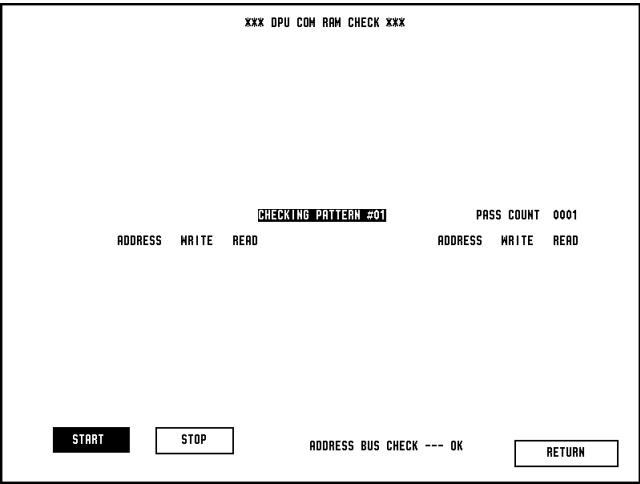 *** DPU COM RAM CHECK ***
CHECKING PATTERN #01 PASS COUNT 0001
ADDRESS WRITE READ ADDRESS WRITE READ
START STOP ADDRESS BUS CHECK --- OK RETURN